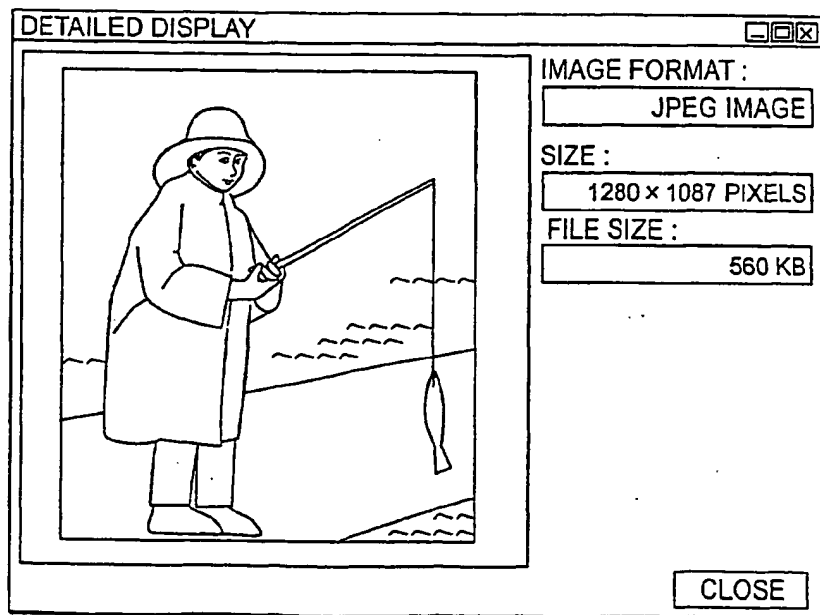 DETAILED DISPLAY
IMAGE FORMAT :
JPEG IMAGE
SIZE :
1280 × 1087 PIXELS
FILE SIZE :
560 KB
CLOSE